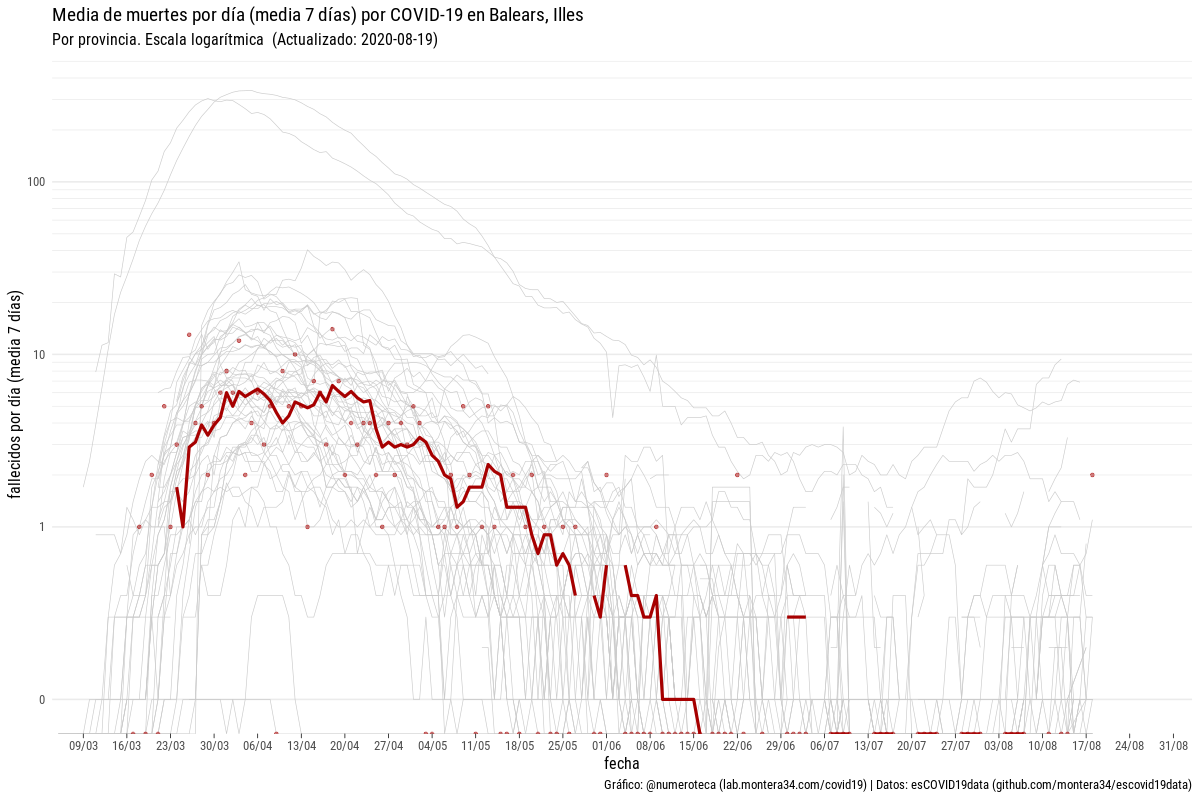 Media de muertes por día (media 7 días) por COVID-19 en Balears, Illes
Por provincia. Escala logarítmica (Actualizado: 2020-08-19)
fallecidos por día (media 7 días)
100
10
1
0
09/03 16/03 23/03 30/03 06/04 13/04 20/04 27/04 04/05 11/05 18/05 25/05 01/06 08/06 15/06 22/06 29/06 06/07 13/07 20/07 27/07 03/08 10/08 17/08 24/08 31/08
fecha
Gráfico: @numeroteca (lab.montera34.com/covid19) | Datos: esCOVID19data (github.com/montera34/escovid19data)